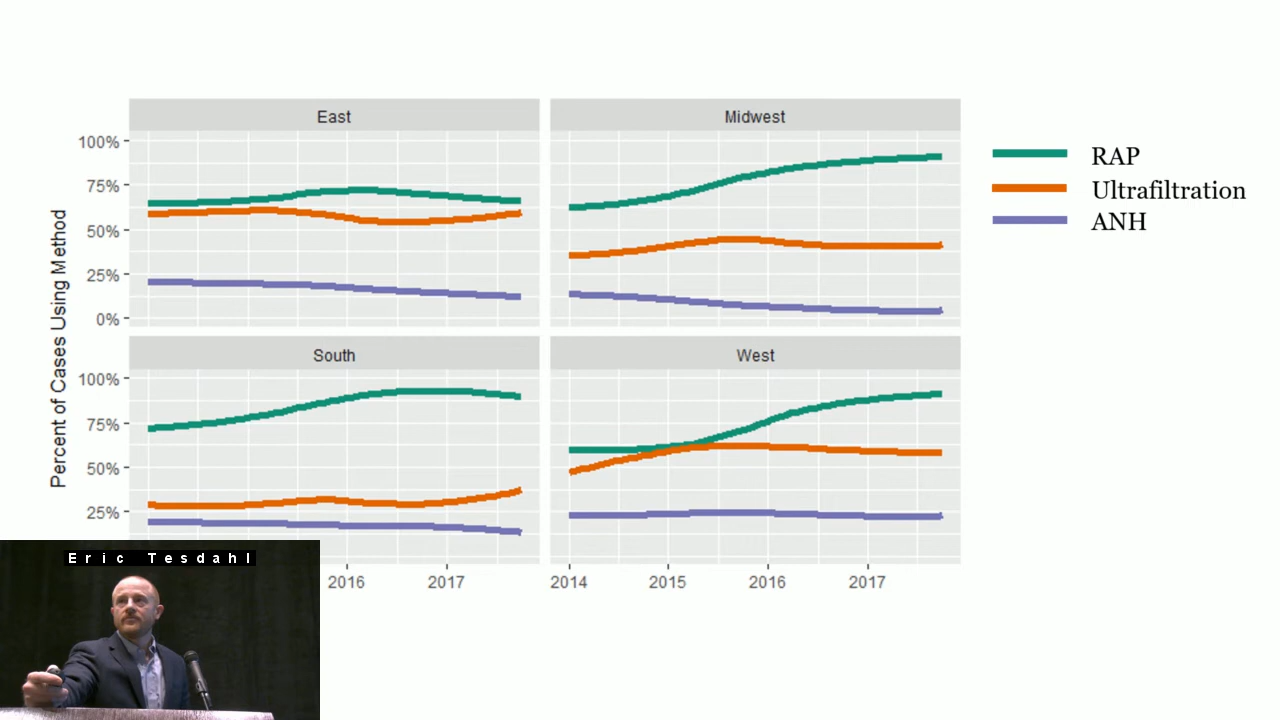 East
Midwest
100%
75%
50%
25%
0%
RAP
Ultrafiltration
ANH
Percent of Cases Using Method
South
West
100%
75%
50%
25%
2016
2017
2014
2015
2016
2017
Eric Tesdahl